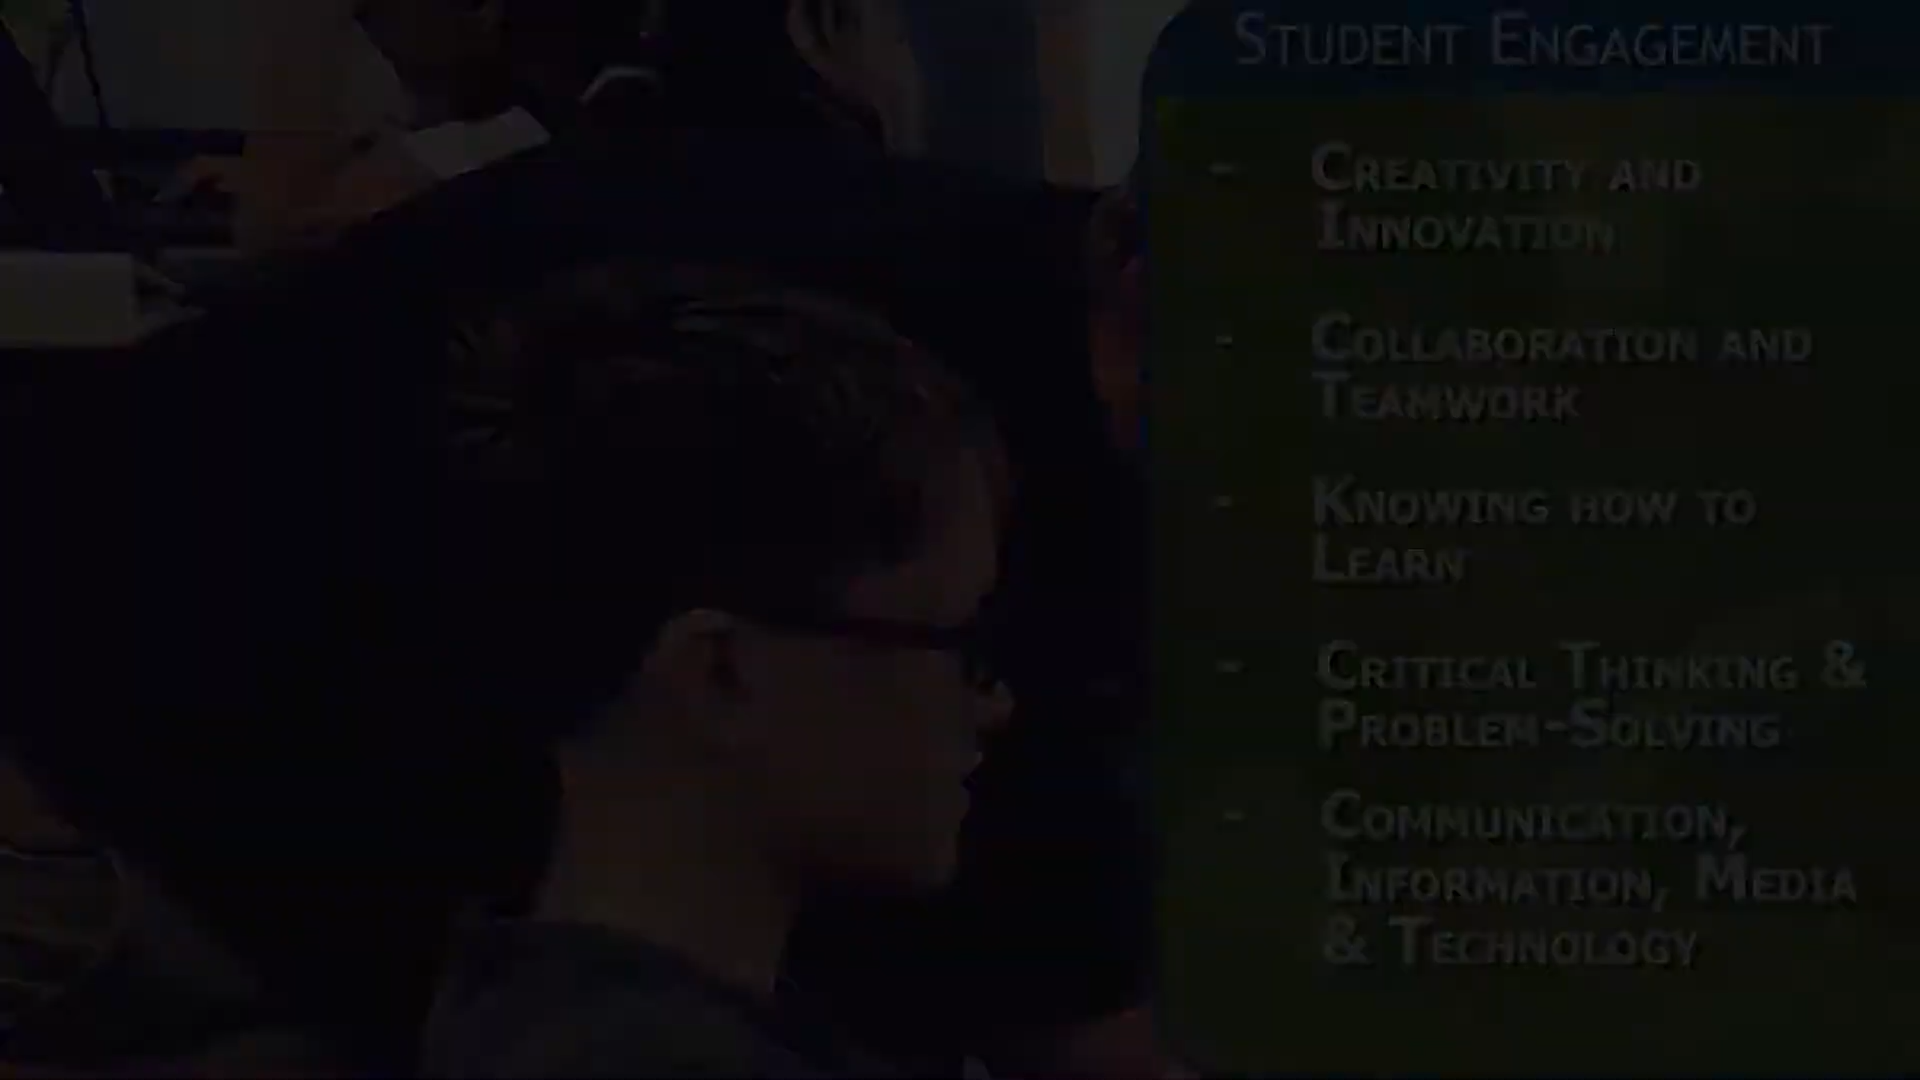 STUDENT ENGAGEMENT
- CREATIVITY AND
INNOVATION
- COLLABORATION AND
TEAMWORK
- KNOWING HOW TO
LEARN
- CRITICAL THINKING &
PROBLEM-SOLVING
- COMMUNICATION,
INFORMATION, MEDIA
& TECHNOLOGY